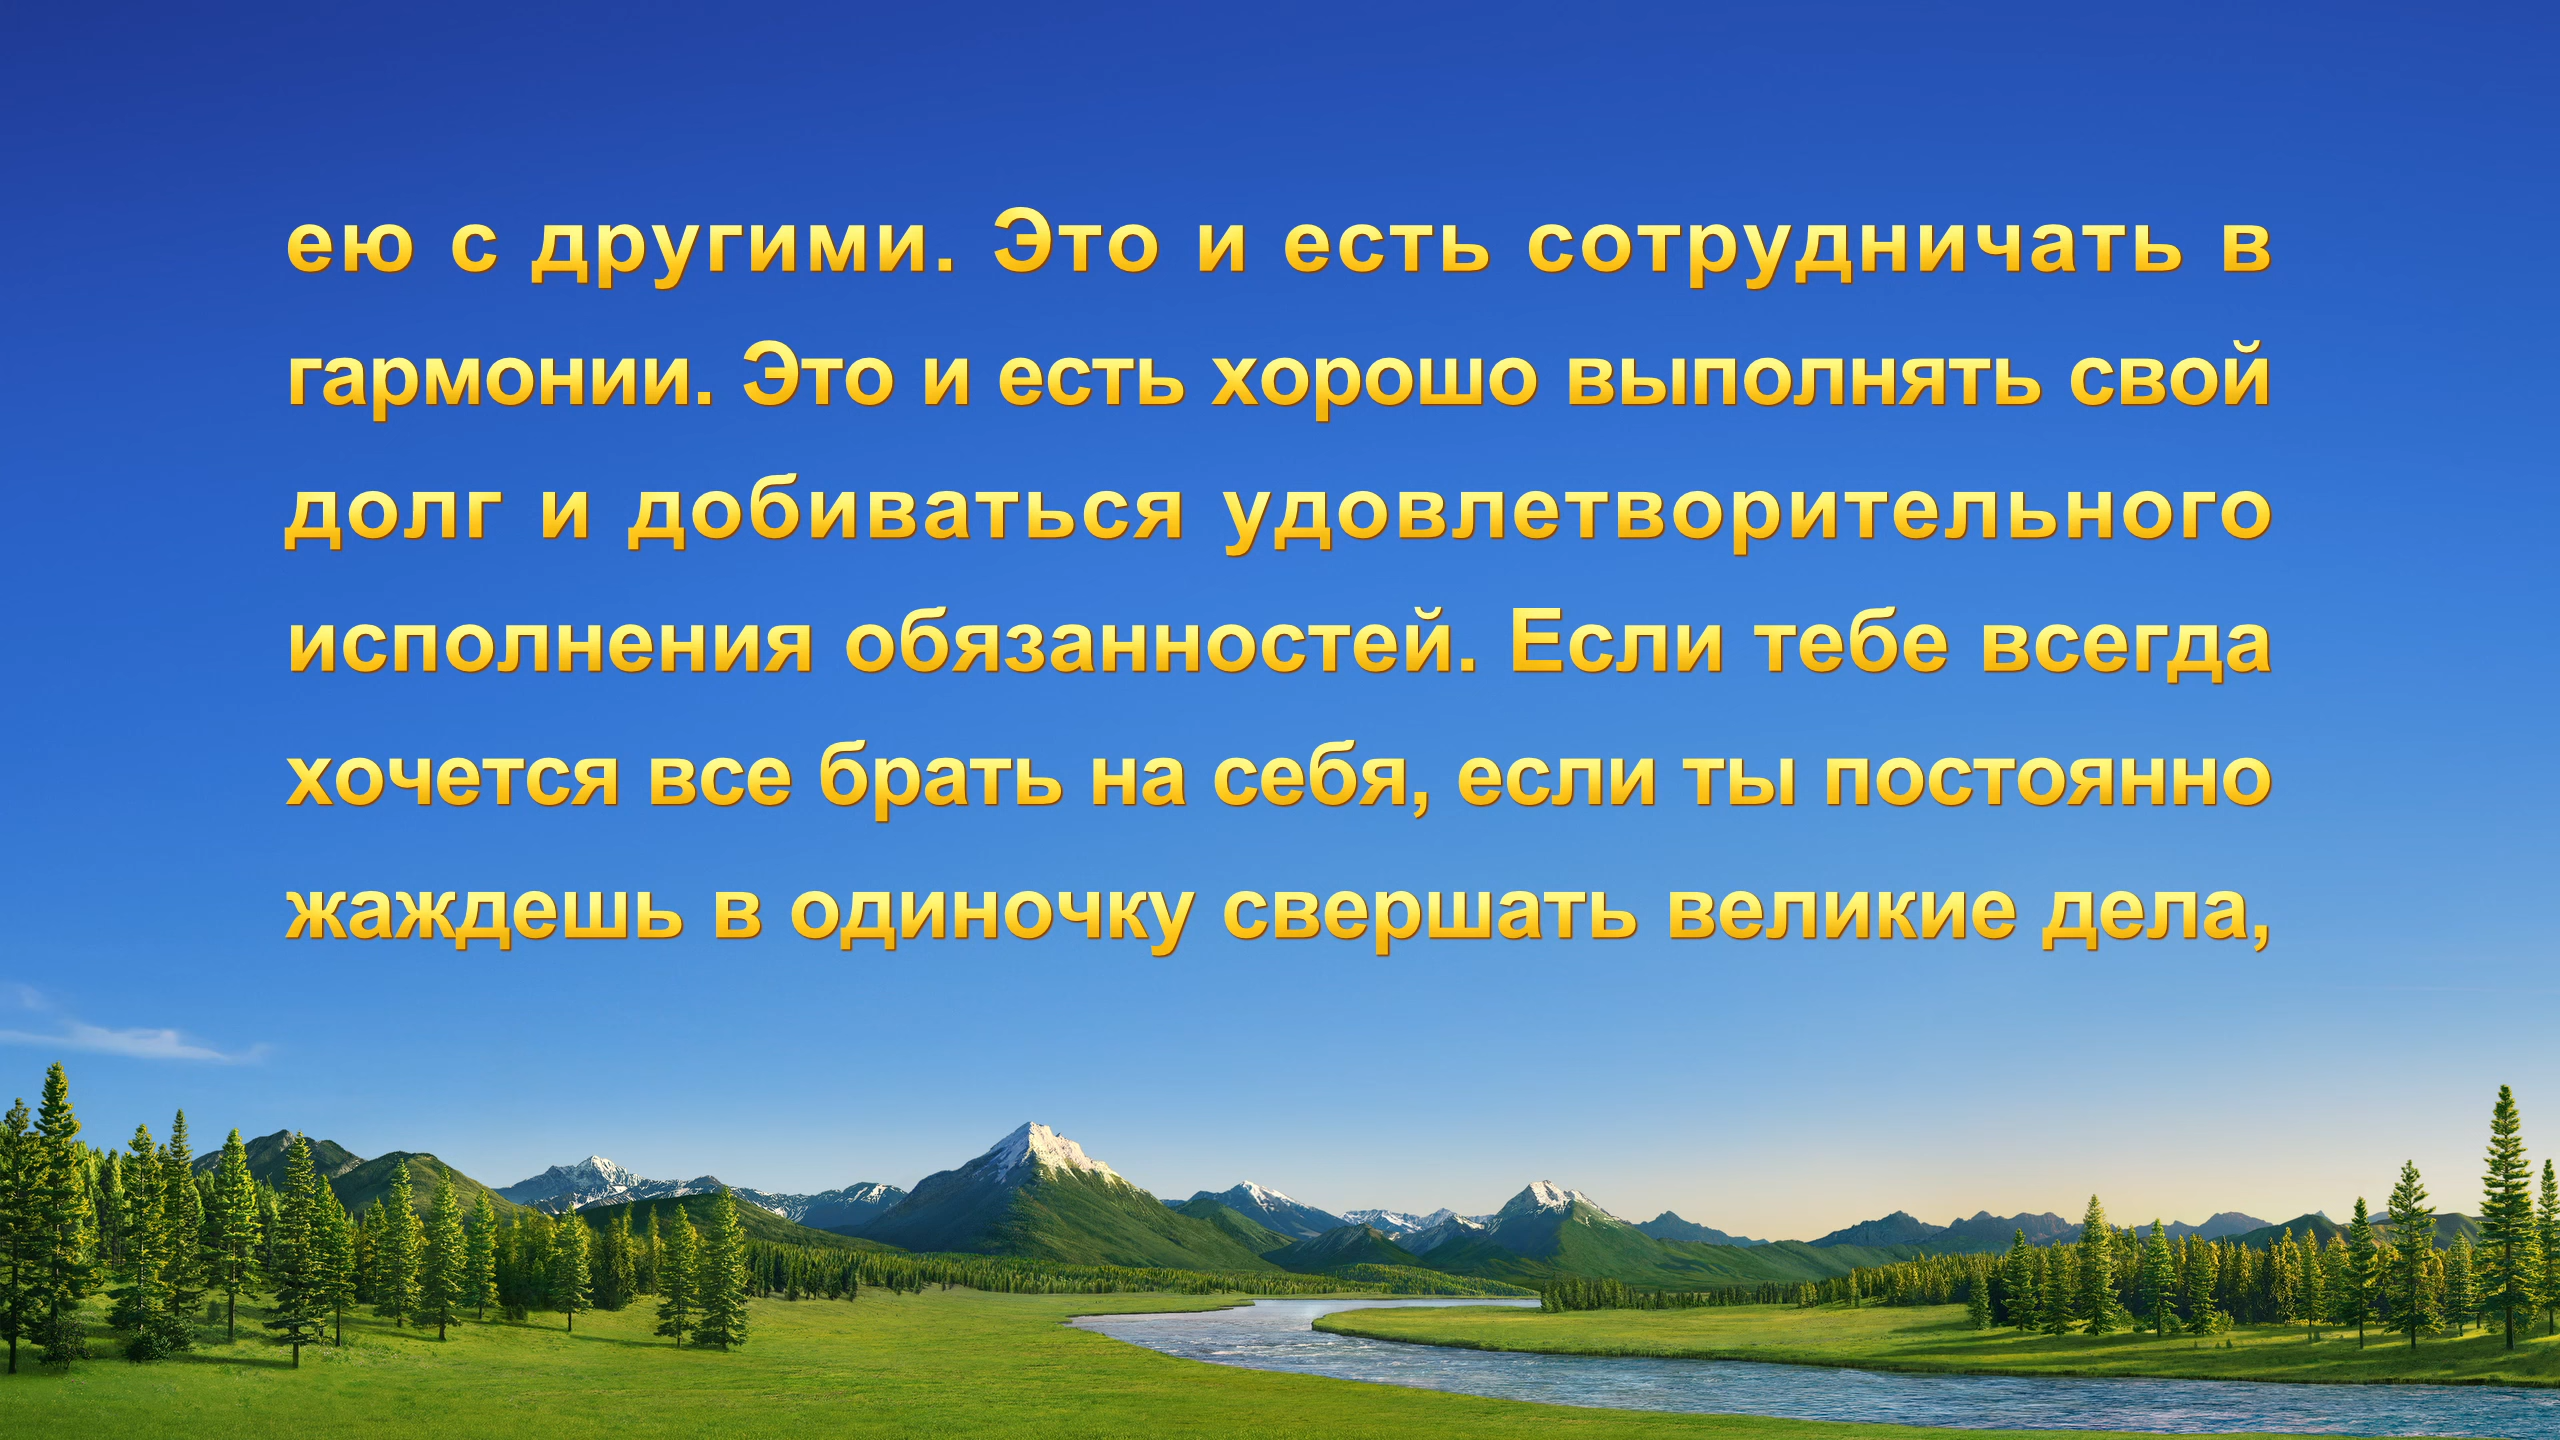 ею с другими. Это и есть сотрудничать в
гармонии. Это и есть хорошо выполнять свой
долг и добиваться удовлетворительного
исполнения обязанностей. Если тебе всегда
хочется все брать на себя, если ты постоянно
жаждешь в одиночку свершать великие дела,